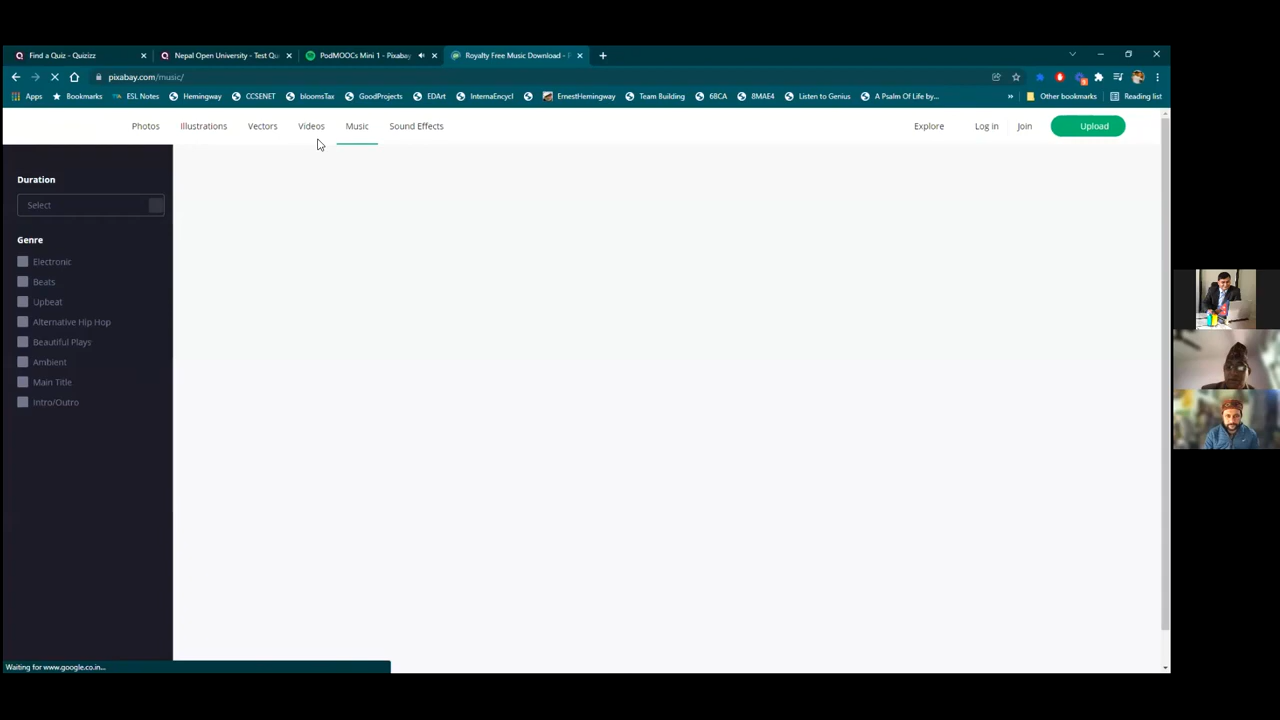 Find a Quiz - Quizizz
Nepal Open University - Test Qu
PodMOOCs Mini 1 - Pixabay
Royalty Free Music Download -
pixabay.com/music/
Apps
Bookmarks
ESL Notes
Hemingway
CCSENET
bloomsTax
GoodProjects
EDArt
InternaEncycl
ErnestHemingway
Team Building
6BCA
8MAE4
Listen to Genius
A Psalm Of Life by...
»
Other bookmarks
Reading list
Photos
Illustrations
Vectors
Videos
Music
Sound Effects
Explore
Log in
Join
Upload
Duration
Select
Genre
Electronic
Beats
Upbeat
Alternative Hip Hop
Beautiful Plays
Ambient
Main Title
Intro/Outro
Waiting for www.google.co.in...